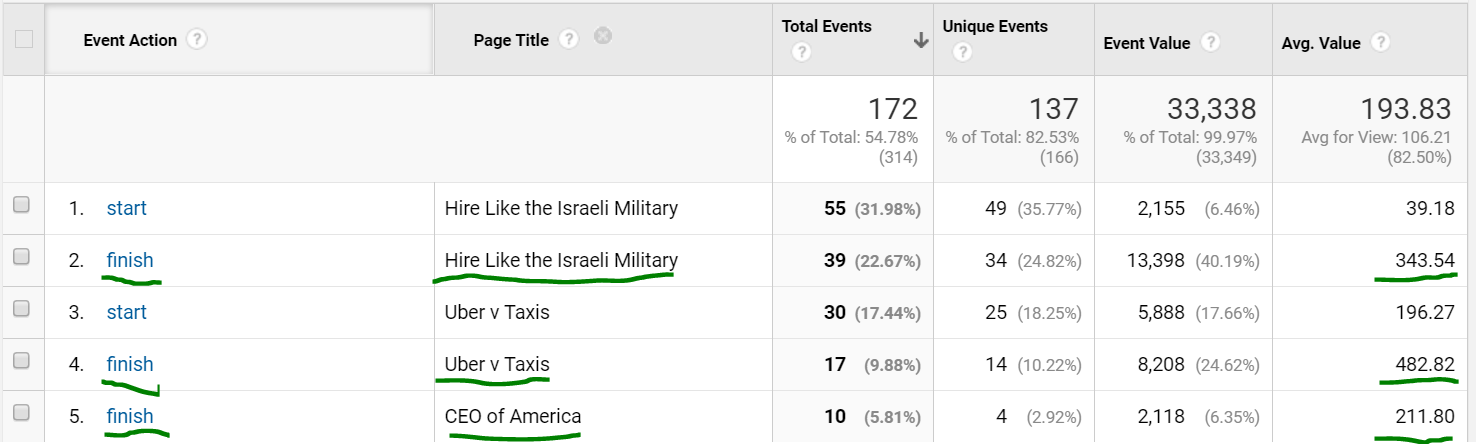 Event Action ? Page Title ? Total Events ? Unique Events ? Event Value ? Avg. Value ?
172 137 33,338 193.83
% of Total: 54.78% % of Total: 82.53% % of Total: 99.97% Avg for View: 106.21
(314) (166) (33,349) (82.50%)
1. start Hire Like the Israeli Military 55 (31.98%) 49 (35.77%) 2,155 (6.46%) 39.18
2. finish Hire Like the Israeli Military 39 (22.67%) 34 (24.82%) 13,398 (40.19%) 343.54
3. start Uber v Taxis 30 (17.44%) 25 (18.25%) 5,888 (17.66%) 196.27
4. finish Uber v Taxis 17 (9.88%) 14 (10.22%) 8,208 (24.62%) 482.82
5. finish CEO of America 10 (5.81%) 4 (2.92%) 2,118 (6.35%) 211.80